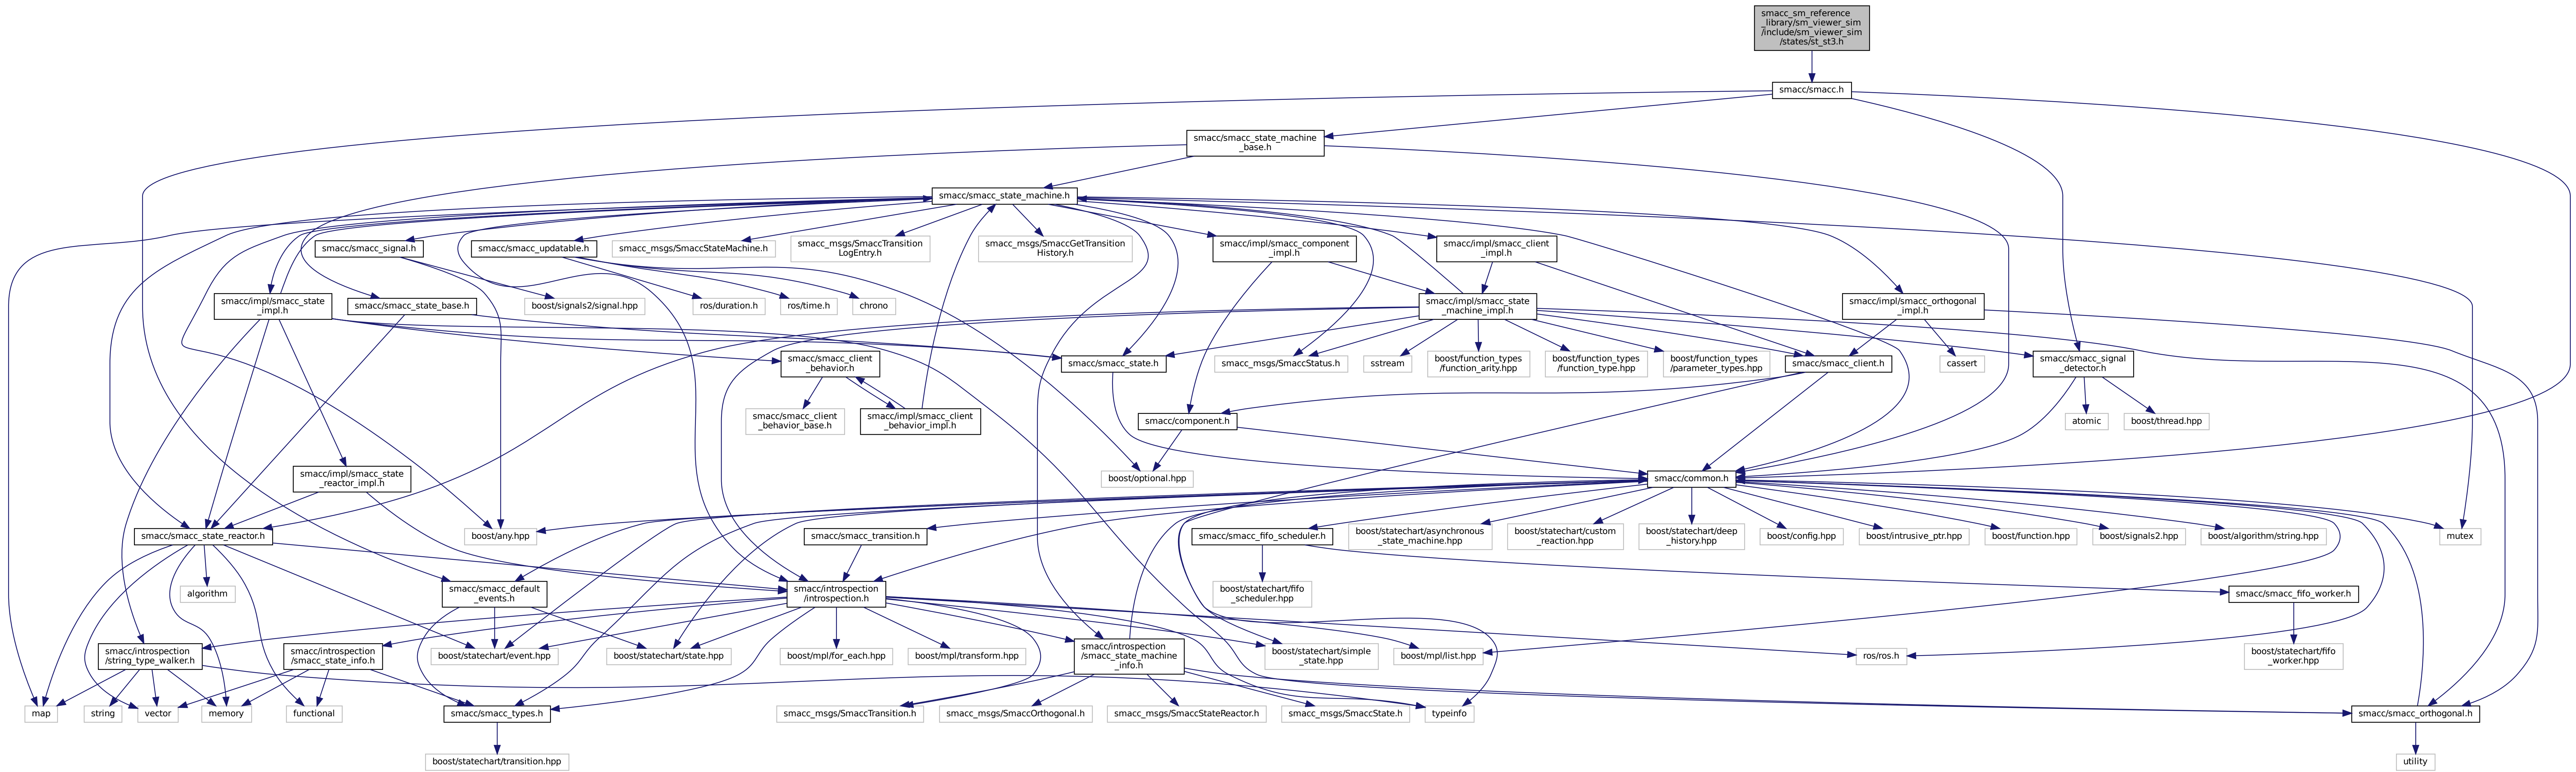 smacc_sm_reference
_library/sm_viewer_sim
/include/sm_viewer_sim
/states/st_st3.h
smacc/smacc.h
smacc/smacc_state_machine
_base.h
smacc/smacc_state_machine.h
smacc/smacc_signal.h
smacc/smacc_updatable.h
smacc_msgs/SmaccStateMachine.h
smacc_msgs/SmaccTransition
LogEntry.h
smacc_msgs/SmaccGetTransition
History.h
smacc/impl/smacc_component
_impl.h
smacc/impl/smacc_client
_impl.h
smacc/impl/smacc_state
_impl.h
smacc/smacc_state_base.h
boost/signals2/signal.hpp
ros/duration.h
ros/time.h
chrono
smacc/impl/smacc_state
_machine_impl.h
smacc/impl/smacc_orthogonal
_impl.h
smacc/smacc_client
_behavior.h
smacc/smacc_state.h
smacc_msgs/SmaccStatus.h
sstream
boost/function_types
/function_arity.hpp
boost/function_types
/function_type.hpp
boost/function_types
/parameter_types.hpp
smacc/smacc_client.h
cassert
smacc/smacc_signal
_detector.h
smacc/smacc_client
_behavior_base.h
smacc/impl/smacc_client
_behavior_impl.h
smacc/component.h
atomic
boost/thread.hpp
smacc/impl/smacc_state
_reactor_impl.h
boost/optional.hpp
smacc/common.h
smacc/smacc_state_reactor.h
boost/any.hpp
smacc/smacc_transition.h
smacc/smacc_fifo_scheduler.h
boost/statechart/asynchronous
_state_machine.hpp
boost/statechart/custom
_reaction.hpp
boost/statechart/deep
_history.hpp
boost/config.hpp
boost/intrusive_ptr.hpp
boost/function.hpp
boost/signals2.hpp
boost/algorithm/string.hpp
mutex
algorithm
smacc/smacc_default
_events.h
smacc/introspection
/introspection.h
boost/statechart/fifo
_scheduler.hpp
smacc/smacc_fifo_worker.h
smacc/introspection
/string_type_walker.h
smacc/introspection
/smacc_state_info.h
boost/statechart/event.hpp
boost/statechart/state.hpp
boost/mpl/for_each.hpp
boost/mpl/transform.hpp
smacc/introspection
/smacc_state_machine
_info.h
boost/statechart/simple
_state.hpp
boost/mpl/list.hpp
ros/ros.h
boost/statechart/fifo
_worker.hpp
map
string
vector
memory
functional
smacc/smacc_types.h
smacc_msgs/SmaccTransition.h
smacc_msgs/SmaccOrthogonal.h
smacc_msgs/SmaccStateReactor.h
smacc_msgs/SmaccState.h
typeinfo
smacc/smacc_orthogonal.h
boost/statechart/transition.hpp
utility